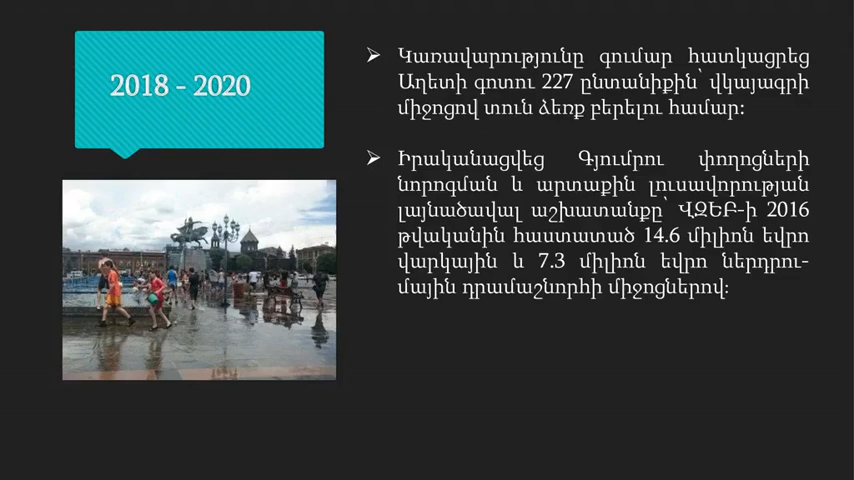 2018 - 2020
Կառավարությունը գումար հատկացրեց
Աղետի գոտու 227 ընտանիքին՝ վկայագրի
միջոցով տուն ձեռք բերելու համար:
Իրականացվեց Գյումրու փողոցների
նորոգման և արտաքին լուսավորության
լայնածավալ աշխատանքը՝ ՎԶԵԲ-ի 2016
թվականին հաստատած 14.6 միլիոն եվրո
վարկային և 7.3 միլիոն եվրո ներդրու-
մային դրամաշնորհի միջոցներով: